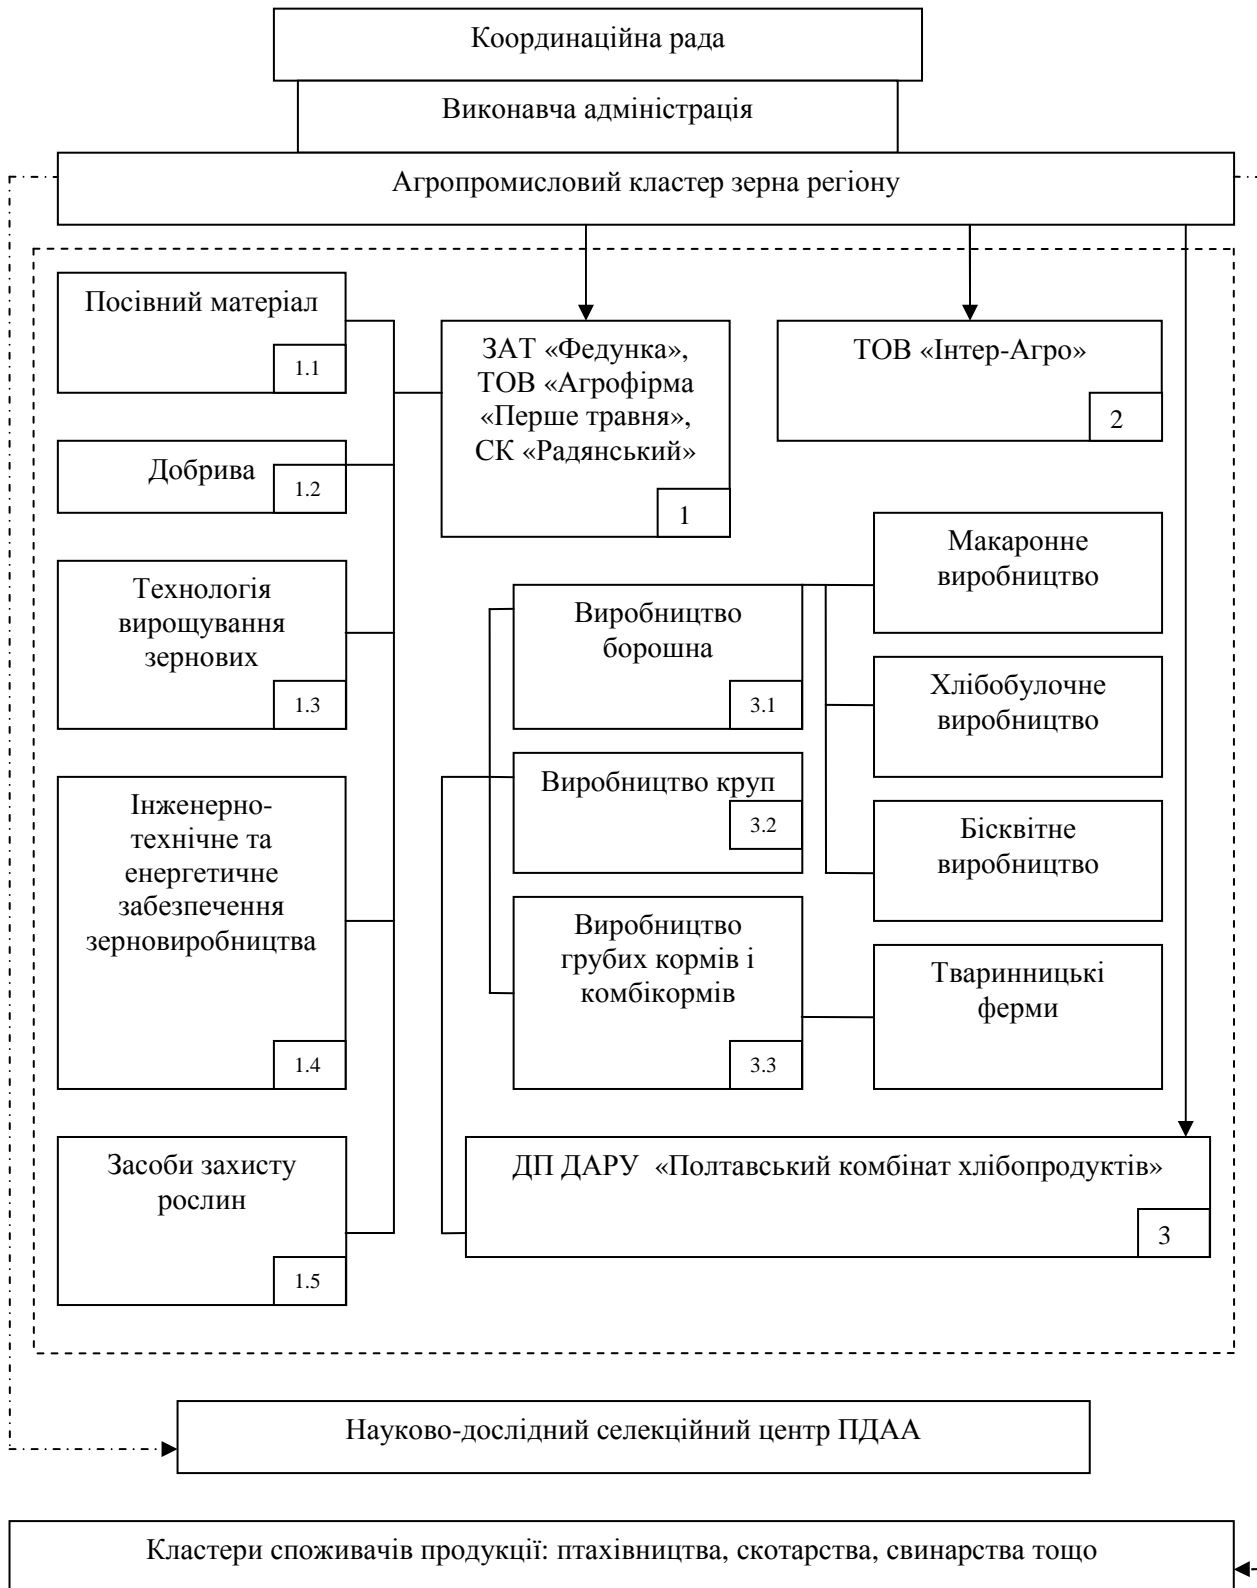 Координаційна рада
Виконавча адміністрація
Агропромисловий кластер зерна регіону
Посівний матеріал
1.1
Добрива
1.2
Технологія
вирощування
зернових
1.3
Інженерно-
технічне та
енергетичне
забезпечення
зерновиробництва
1.4
Засоби захисту
рослин
1.5
ЗАТ «Федунка»,
ТОВ «Агрофірма
«Перше травня»,
СК «Радянський»
1
ТОВ «Інтер-Агро»
2
Виробництво
борошна
3.1
Виробництво круп
3.2
Виробництво
грубих кормів і
комбікормів
3.3
Макаронне
виробництво
Хлібобулочне
виробництво
Бісквітне
виробництво
Тваринницькі
ферми
ДП ДАРУ «Полтавський комбінат хлібопродуктів»
3
Науково-дослідний селекційний центр ПДАА
Кластери споживачів продукції: птахівництва, скотарства, свинарства тощо